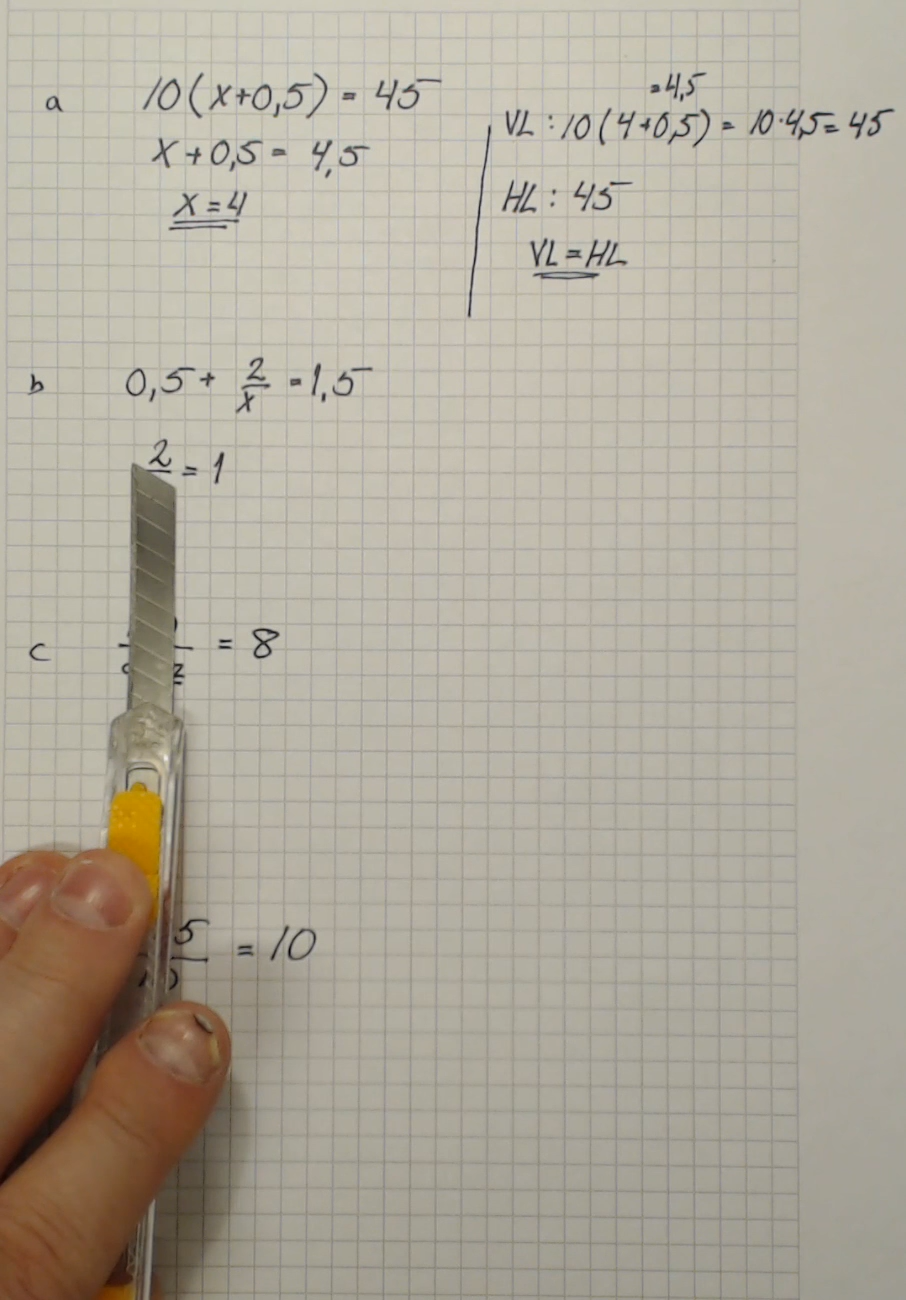 a 10(x+0,5) = 45
x+0,5 = 4,5
x=4
=4,5
VL: 10(4+0,5) = 10·4,5= 45
HL: 45
VL=HL
b 0,5+ 2/x =1,5
2 = 1
c = 8
5 = 10